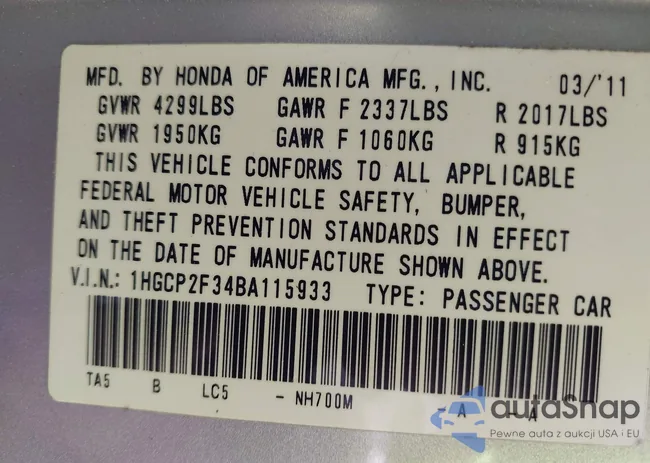 MFD. BY HONDA OF AMERICA MFG., INC. 03/'11
GVWR 4299LBS GAWR F 2337LBS R 2017LBS
GVWR 1950KG GAWR F 1060KG R 915KG
THIS VEHICLE CONFORMS TO ALL APPLICABLE
FEDERAL MOTOR VEHICLE SAFETY, BUMPER,
AND THEFT PREVENTION STANDARDS IN EFFECT
ON THE DATE OF MANUFACTURE SHOWN ABOVE.
V.I.N.: 1HGCP2F34BA115933 TYPE: PASSENGER CAR
TA5 B LC5 - NH700M - A - A
autoSnap
Pewne auta z aukcji USA i EU